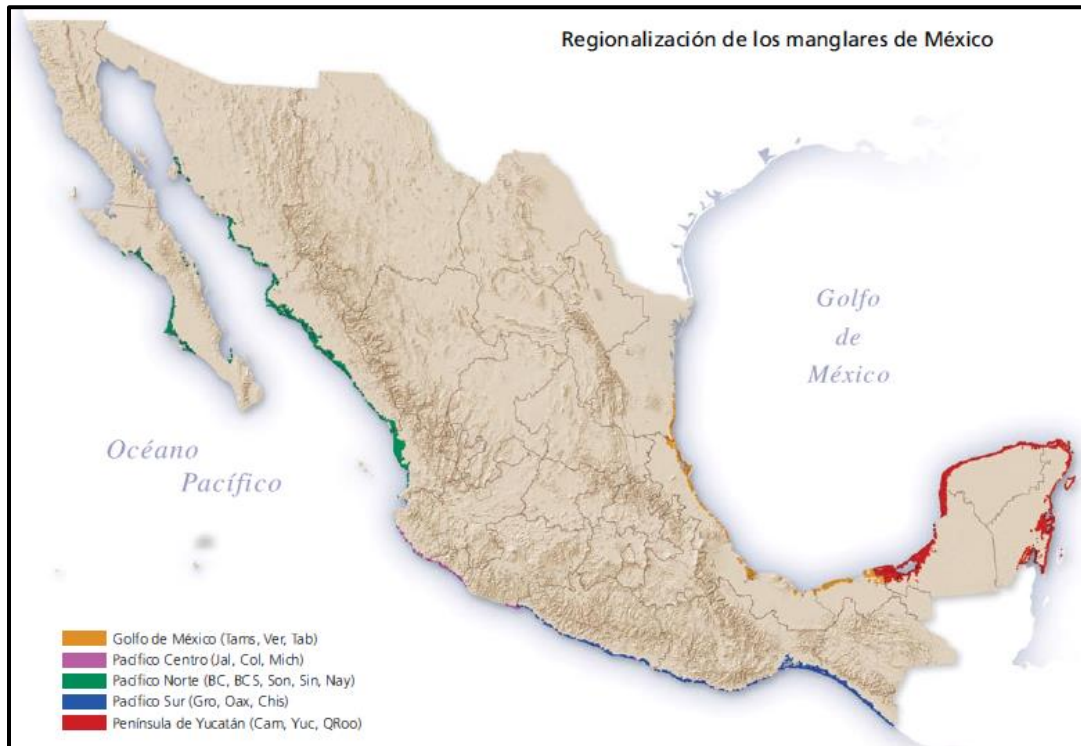 Regionalización de los manglares de México
Golfo
de
México
Océano
Pacífico
Golfo de México (Tams, Ver, Tab)
Pacífico Centro (Jal, Col, Mich)
Pacífico Norte (BC, BCS, Son, Sin, Nay)
Pacífico Sur (Gro, Oax, Chis)
Península de Yucatán (Cam, Yuc, QRoo)